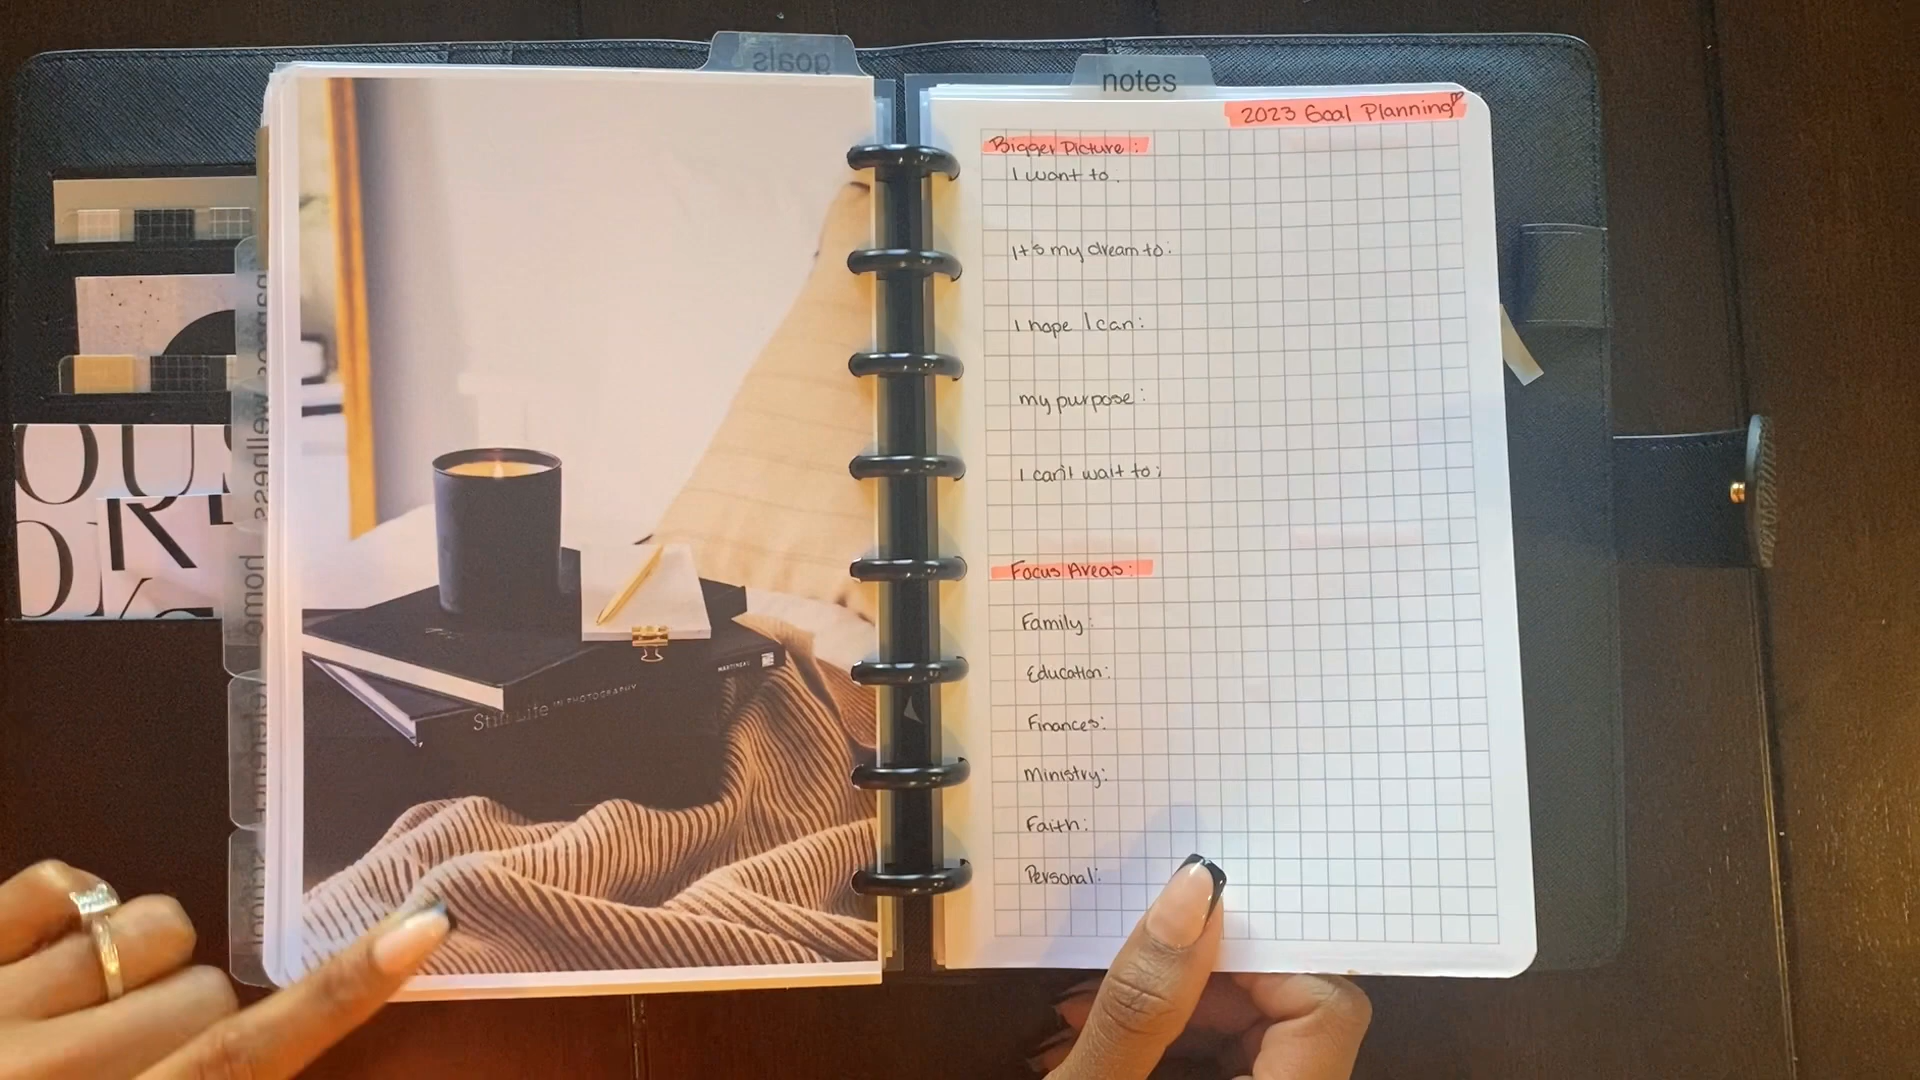 goals
notes
2023 Goal Planning
Bigger Picture:
I want to.
It's my dream to:
I hope I can:
my purpose:
I can't wait to:
Focus Areas:
Family:
Education:
Finances:
Ministry:
Faith:
Personal:
wellness
home
Still Life IN PHOTOGRAPHY
OUS
R